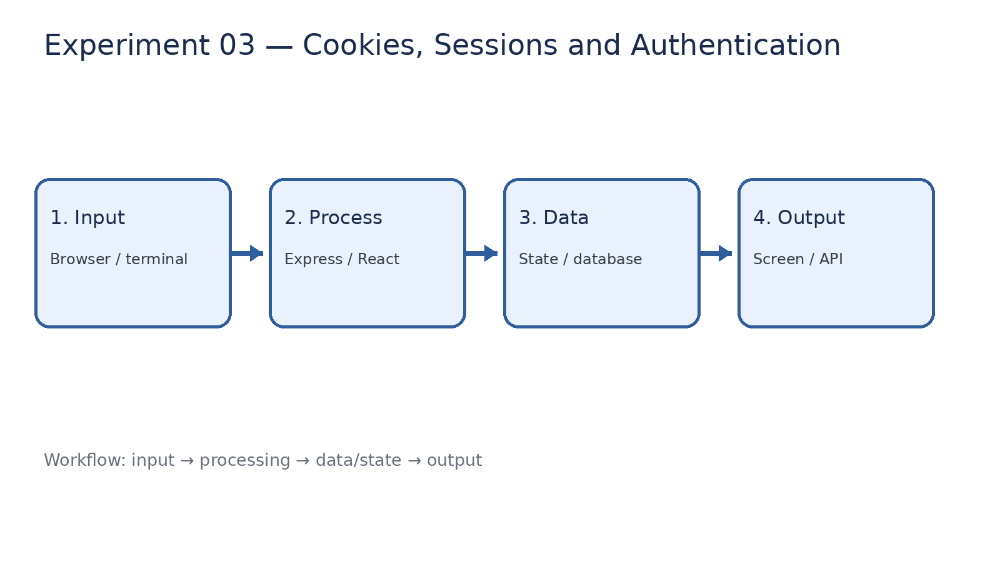 Experiment 03 — Cookies, Sessions and Authentication
1. Input
Browser / terminal
2. Process
Express / React
3. Data
State / database
4. Output
Screen / API
Workflow: input → processing → data/state → output